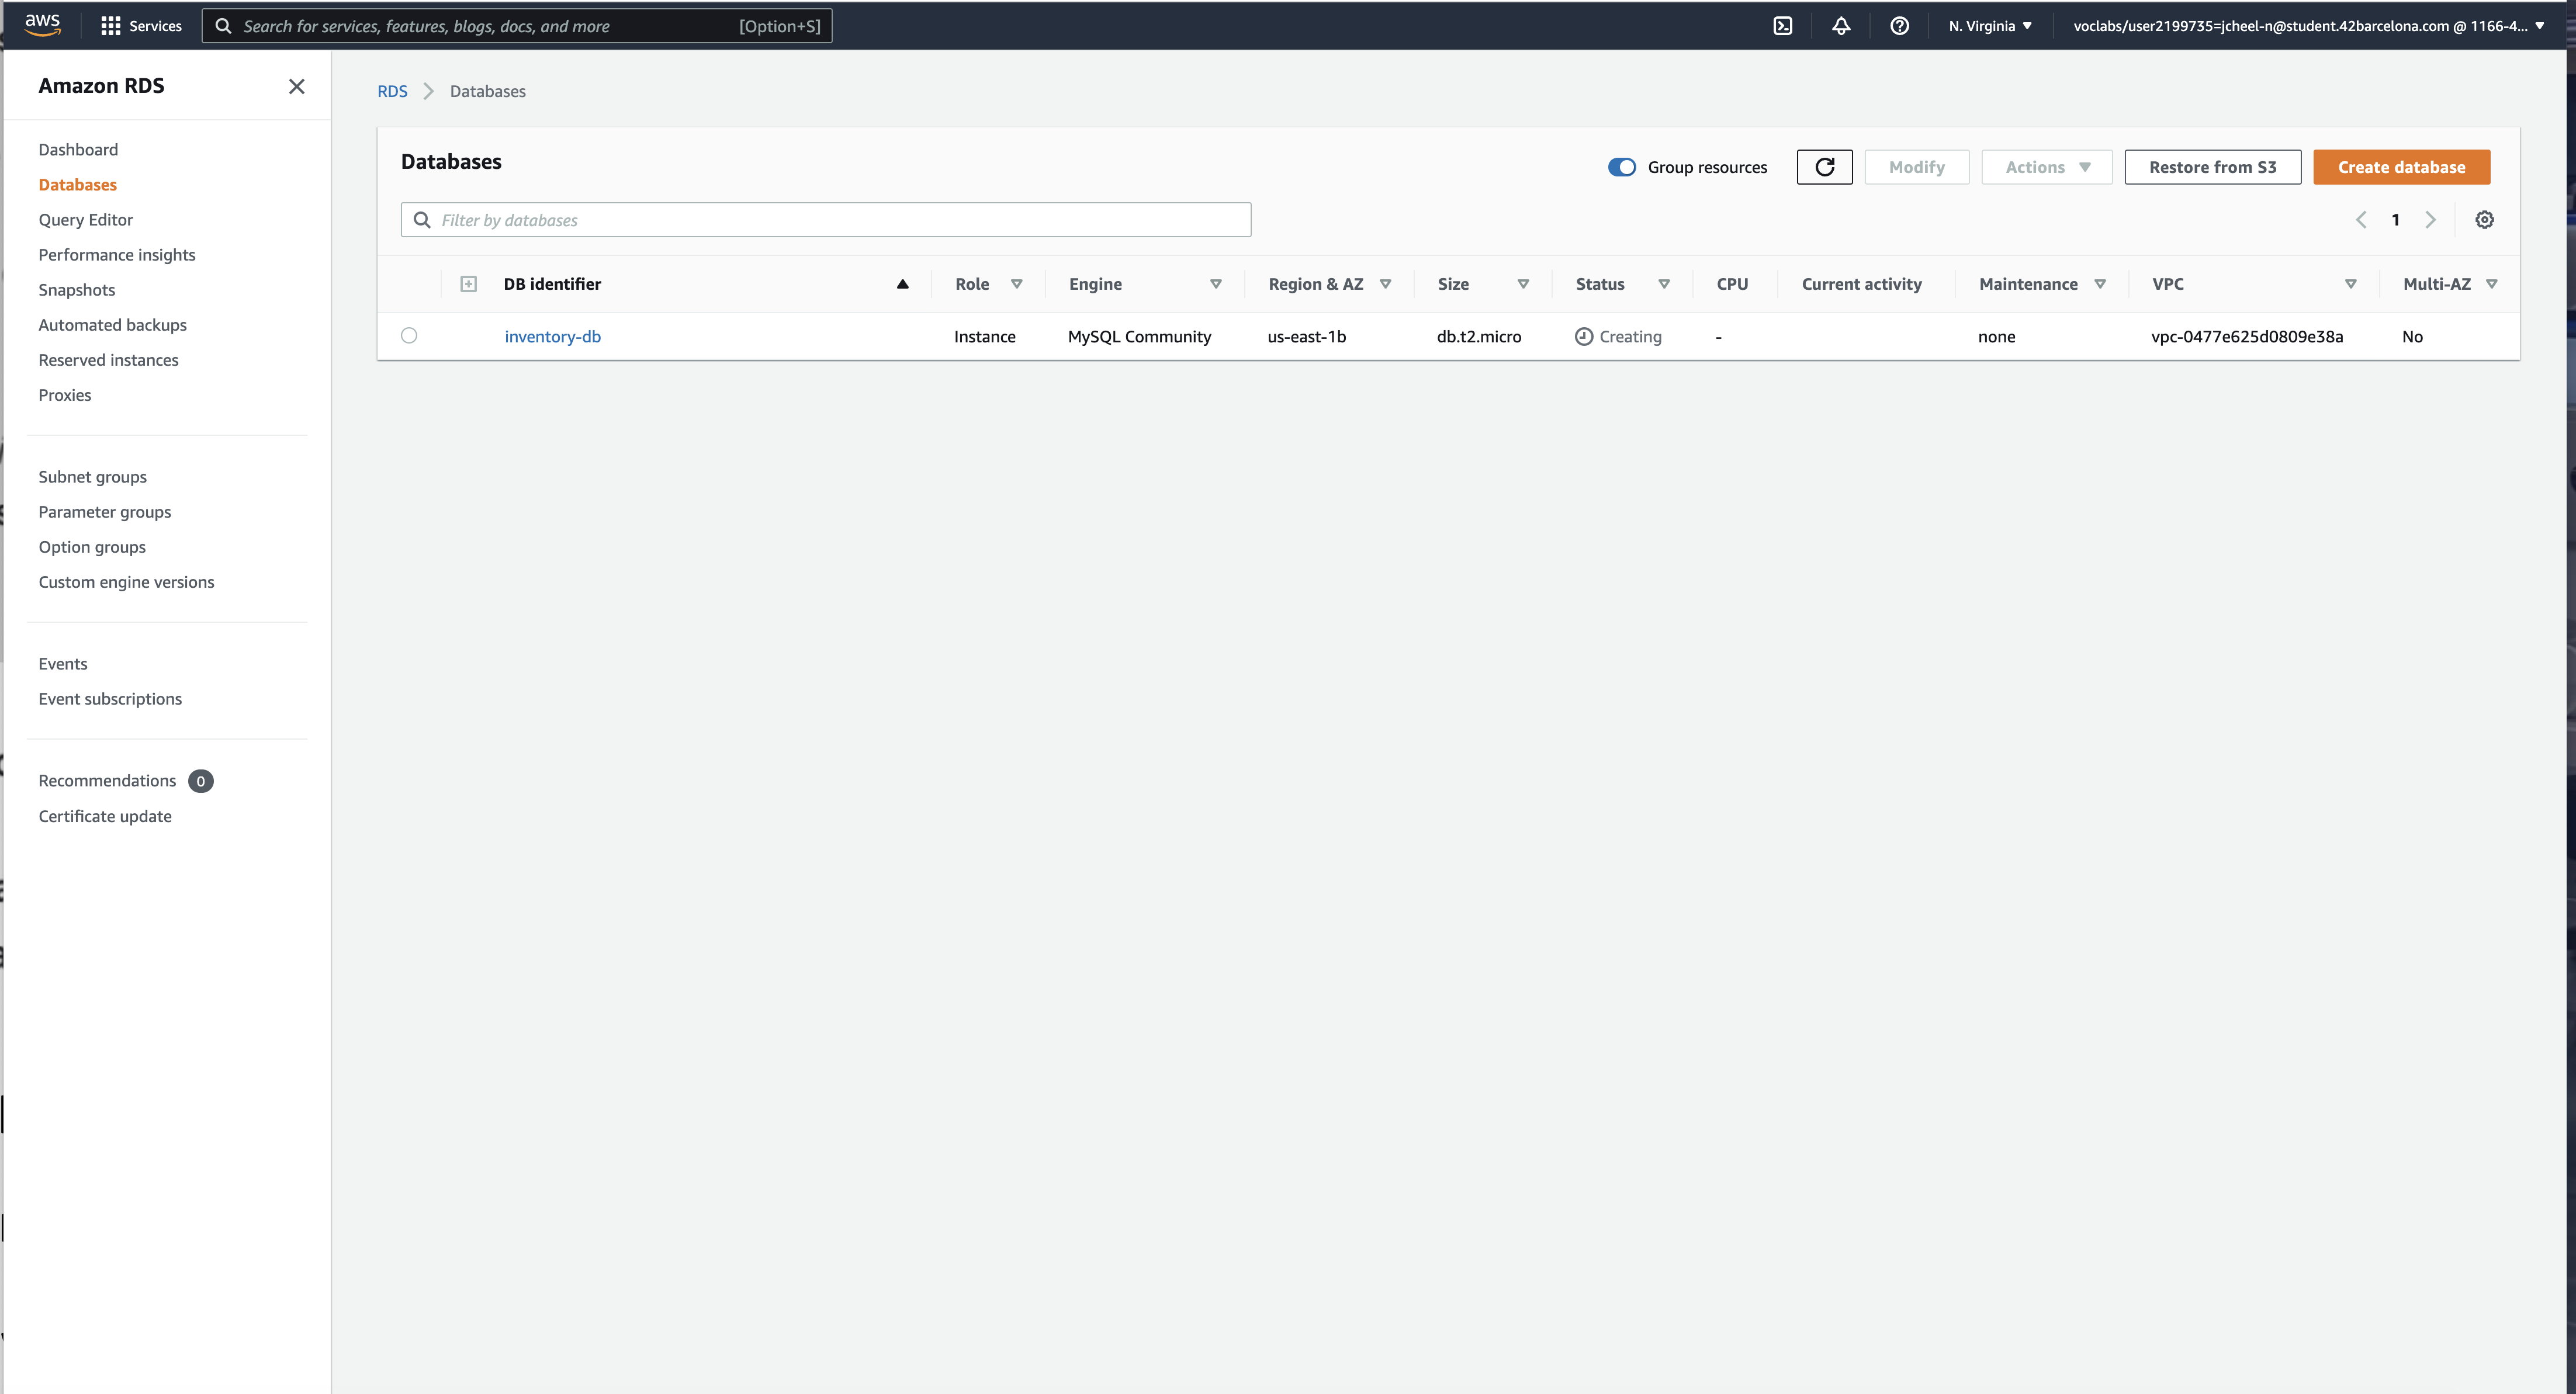 aws Services Search for services, features, blogs, docs, and more [Option+S] N. Virginia voclabs/user2199735=jcheel-n@student.42barcelona.com @ 1166-4...
Amazon RDS
Dashboard
Databases
Query Editor
Performance insights
Snapshots
Automated backups
Reserved instances
Proxies
Subnet groups
Parameter groups
Option groups
Custom engine versions
Events
Event subscriptions
Recommendations 0
Certificate update
RDS Databases
Databases
Group resources Modify Actions Restore from S3 Create database
Filter by databases 1
DB identifier Role Engine Region & AZ Size Status CPU Current activity Maintenance VPC Multi-AZ
inventory-db Instance MySQL Community us-east-1b db.t2.micro Creating - none vpc-0477e625d0809e38a No